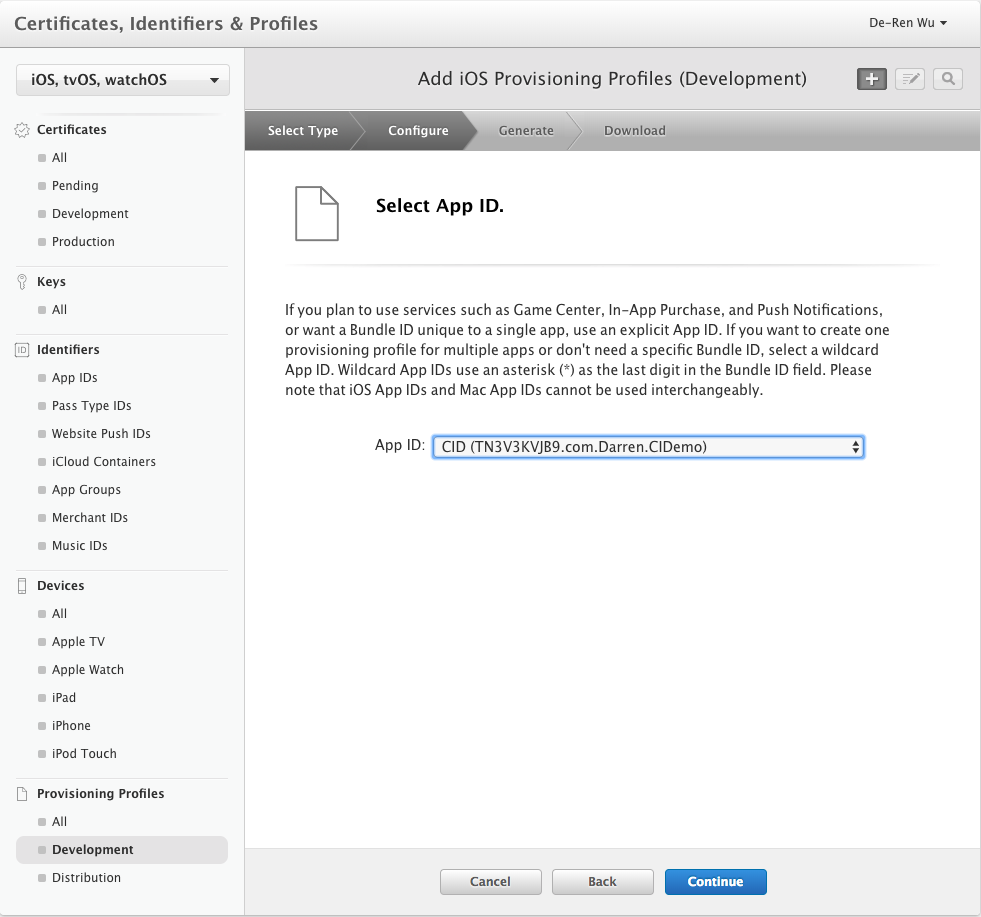 Certificates, Identifiers & Profiles
De-Ren Wu
iOS, tvOS, watchOS
Add iOS Provisioning Profiles (Development)
Select Type
Configure
Generate
Download
Certificates
All
Pending
Development
Production
Keys
All
ID
Identifiers
App IDs
Pass Type IDs
Website Push IDs
iCloud Containers
App Groups
Merchant IDs
Music IDs
Devices
All
Apple TV
Apple Watch
iPad
iPhone
iPod Touch
Provisioning Profiles
All
Development
Distribution
Select App ID.
If you plan to use services such as Game Center, In-App Purchase, and Push Notifications,
or want a Bundle ID unique to a single app, use an explicit App ID. If you want to create one
provisioning profile for multiple apps or don't need a specific Bundle ID, select a wildcard
App ID. Wildcard App IDs use an asterisk (*) as the last digit in the Bundle ID field. Please
note that iOS App IDs and Mac App IDs cannot be used interchangeably.
App ID: CID (TN3V3KVJB9.com.Darren.CIDemo)
Cancel
Back
Continue